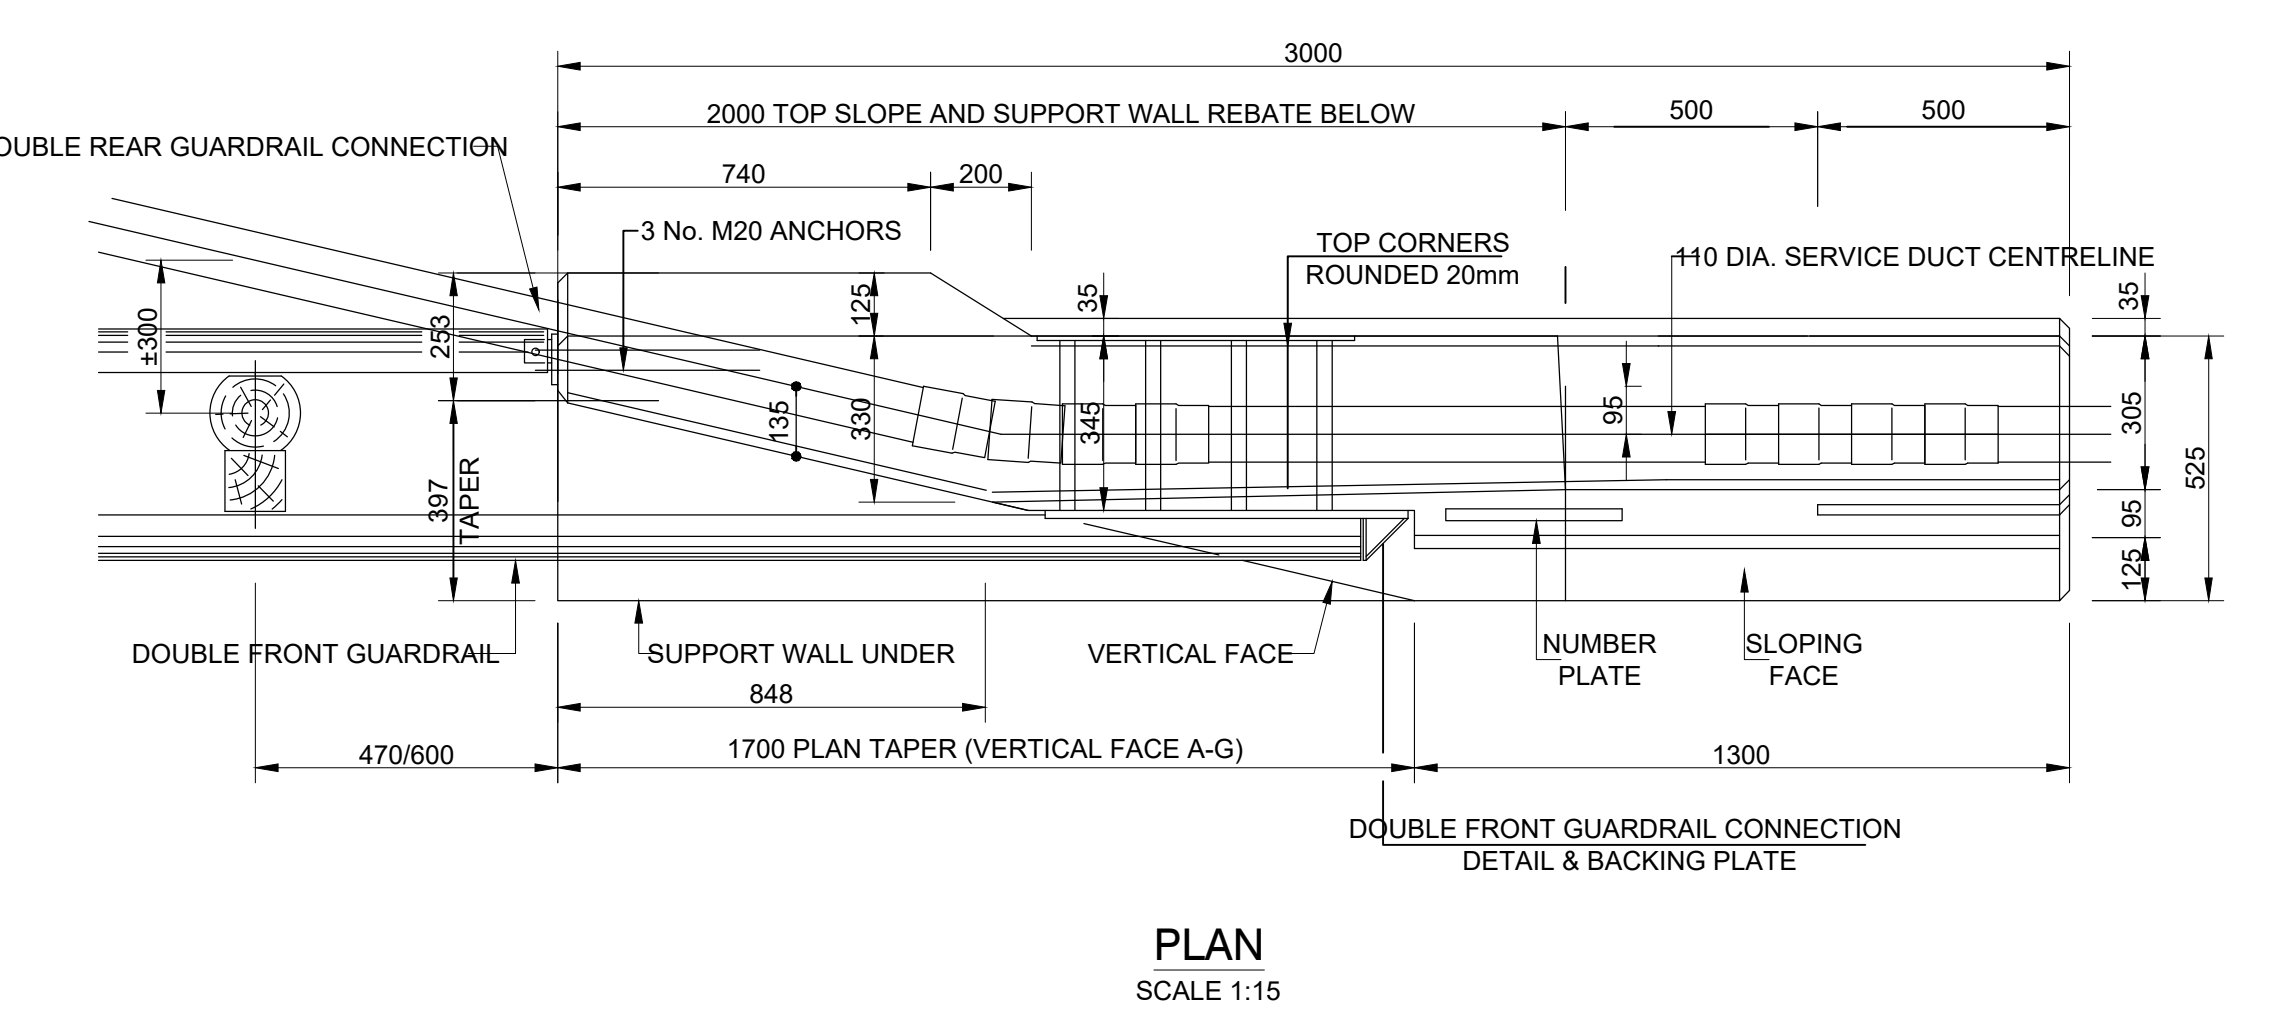 3000
2000 TOP SLOPE AND SUPPORT WALL REBATE BELOW
500
500
OUBLE REAR GUARDRAIL CONNECTION
740
200
3 No. M20 ANCHORS
TOP CORNERS
ROUNDED 20mm
110 DIA. SERVICE DUCT CENTRELINE
±300
253
125
35
35
135
330
345
95
305
525
397
TAPER
95
125
DOUBLE FRONT GUARDRAIL
SUPPORT WALL UNDER
VERTICAL FACE
NUMBER
PLATE
SLOPING
FACE
848
470/600
1700 PLAN TAPER (VERTICAL FACE A-G)
1300
DOUBLE FRONT GUARDRAIL CONNECTION
DETAIL & BACKING PLATE
PLAN
SCALE 1:15